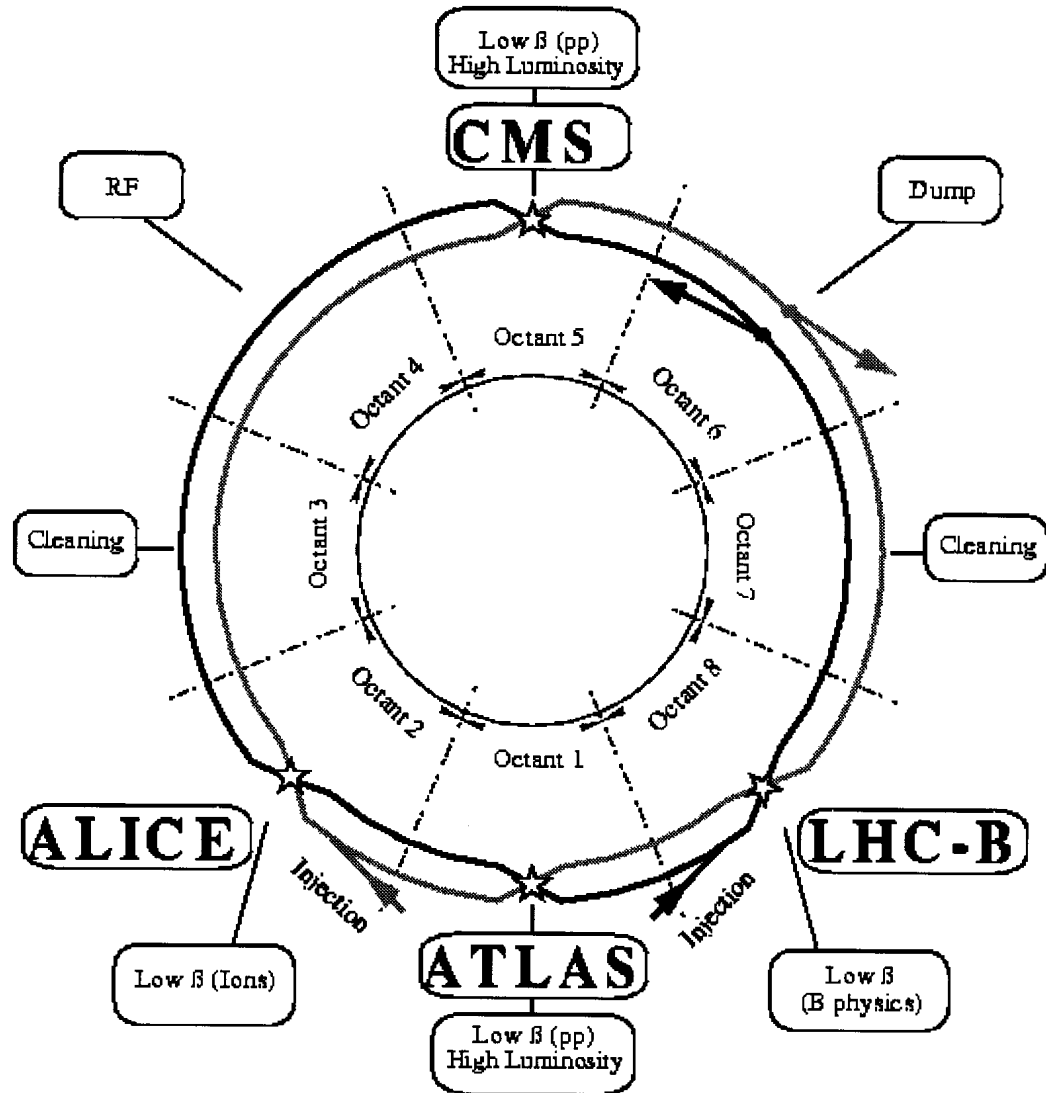 Low ß (pp)
High Luminosity
CMS
RF
Dump
Octant 5
Octant 4
Octant 6
Cleaning
Octant 3
Octant 7
Cleaning
Octant 2
Octant 8
Octant 1
ALICE
LHC-B
Injection
Injection
Low ß (Ions)
ATLAS
Low ß
(B physics)
Low ß (pp)
High Luminosity